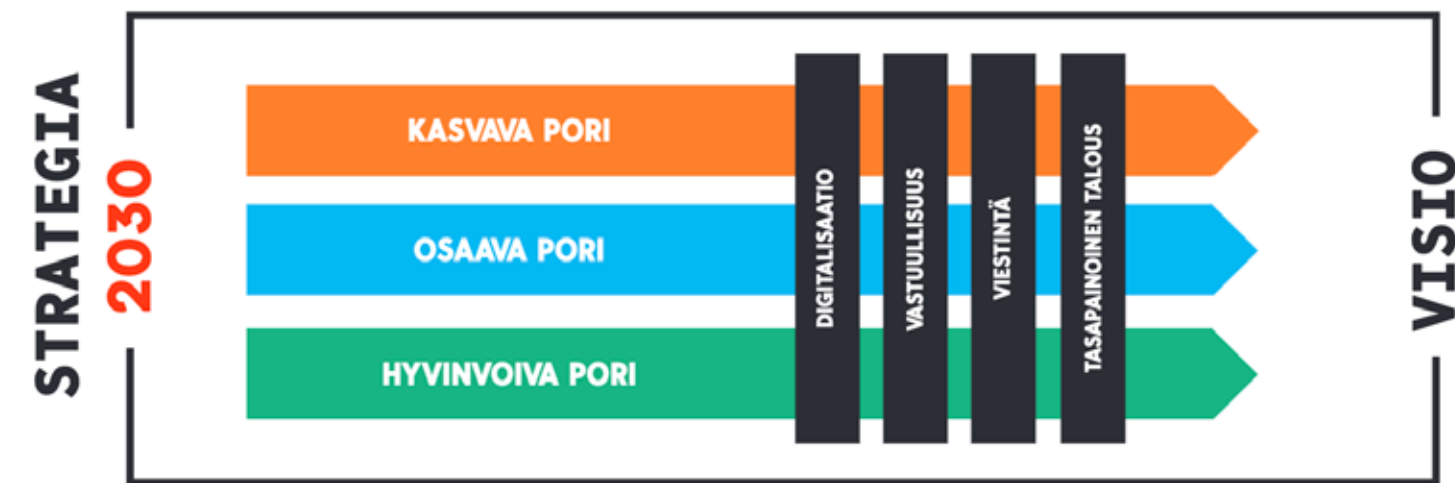 STRATEGIA
2030
KASVAVA PORI
OSAAVA PORI
HYVINVOIVA PORI
DIGITALISAATIO
VASTUULLISUUS
VIESTINTÄ
TASAPAINOINEN TALOUS
VISIO